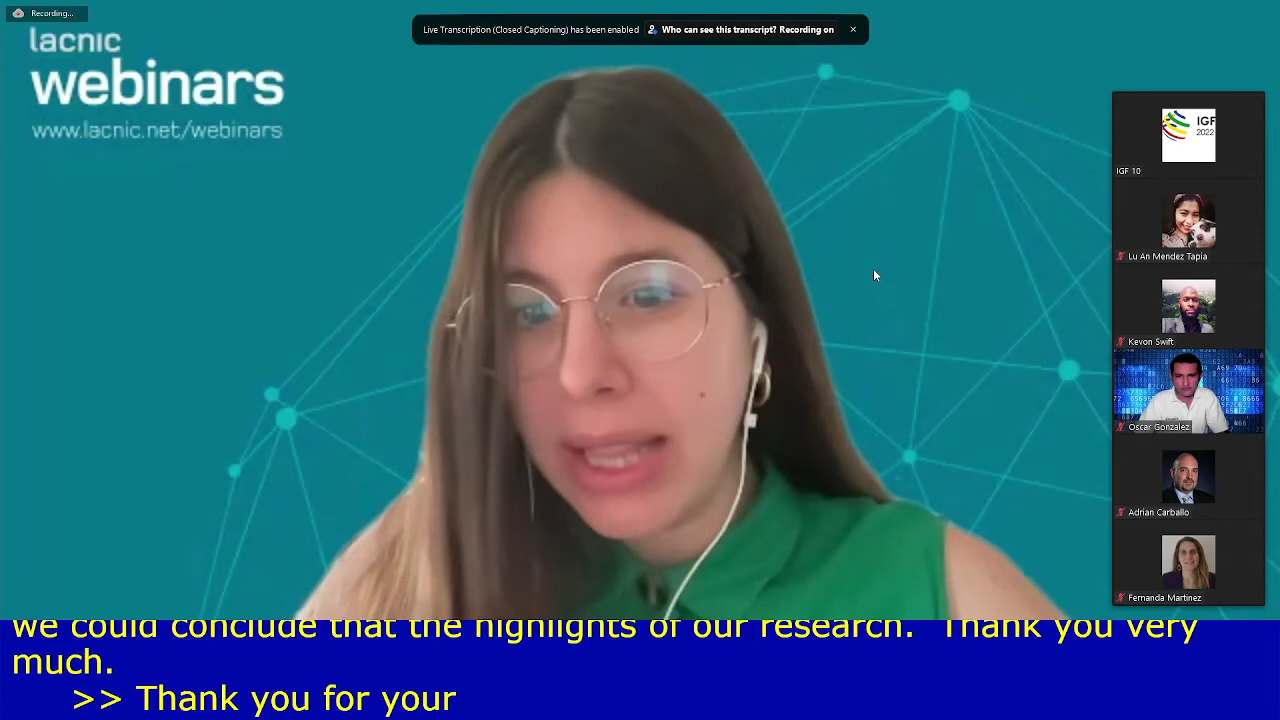 Recording...
lacnic
webinars
www.lacnic.net/webinars
Live Transcription (Closed Captioning) has been enabled Who can see this transcript? Recording on
IGF
2022
IGF 10
Lu An Mendez Tapia
Kevon Swift
Oscar Gonzalez
Adrian Carballo
Fernanda Martinez
we could conclude that the highlights of our research. Thank you very
much.
>> Thank you for your